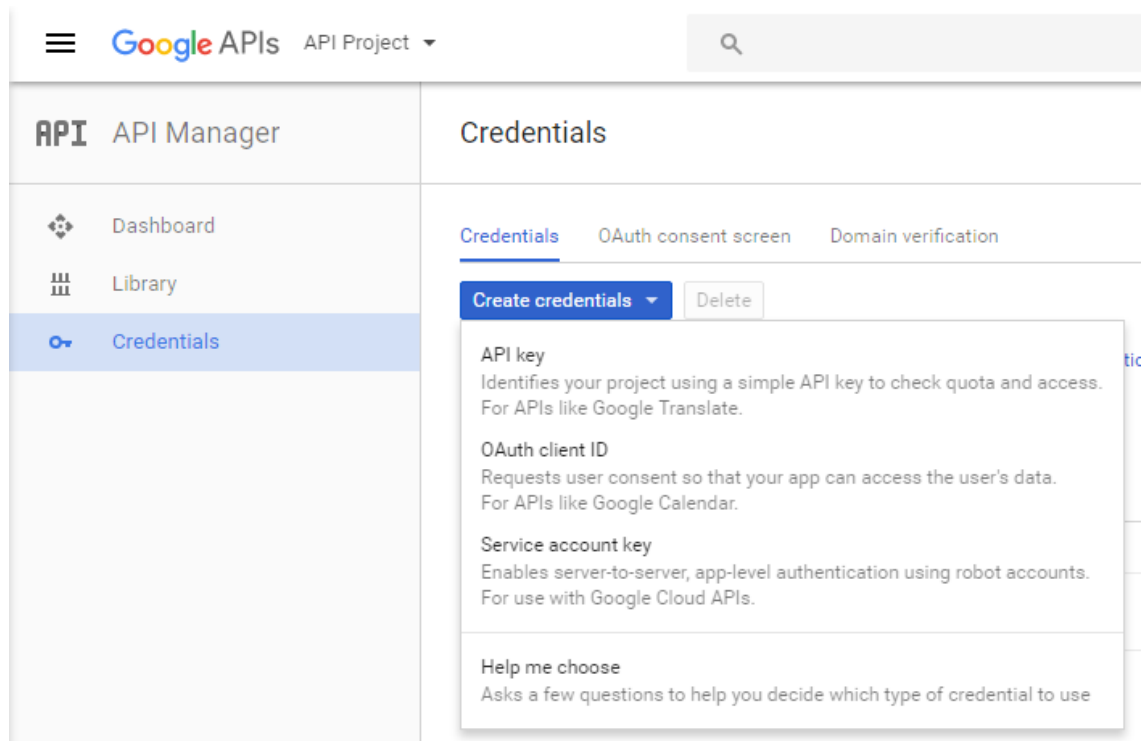 Google APIs API Project
API API Manager
Credentials
Dashboard
Library
Credentials
Credentials OAuth consent screen Domain verification
Create credentials Delete
API key
Identifies your project using a simple API key to check quota and access.
For APIs like Google Translate.
OAuth client ID
Requests user consent so that your app can access the user's data.
For APIs like Google Calendar.
Service account key
Enables server-to-server, app-level authentication using robot accounts.
For use with Google Cloud APIs.
Help me choose
Asks a few questions to help you decide which type of credential to use